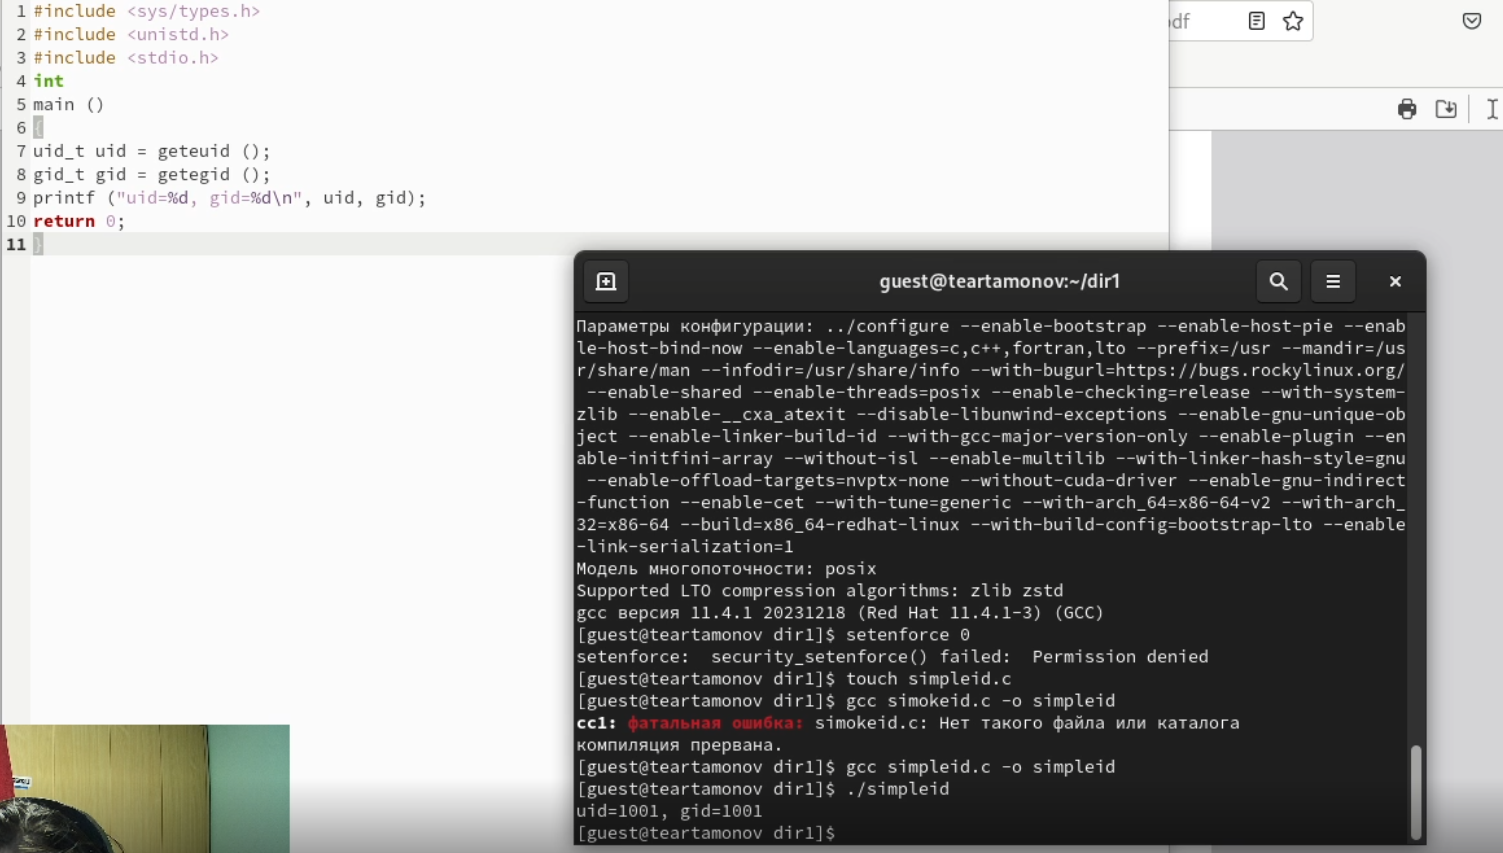 1 #include <sys/types.h>
2 #include <unistd.h>
3 #include <stdio.h>
4 int
5 main ()
6 {
7 uid_t uid = geteuid ();
8 gid_t gid = getegid ();
9 printf ("uid=%d, gid=%d\n", uid, gid);
10 return 0;
11 }
df
guest@teartamonov:~/dir1
Параметры конфигурации: ../configure --enable-bootstrap --enable-host-pie --enab
le-host-bind-now --enable-languages=c,c++,fortran,lto --prefix=/usr --mandir=/us
r/share/man --infodir=/usr/share/info --with-bugurl=https://bugs.rockylinux.org/
--enable-shared --enable-threads=posix --enable-checking=release --with-system-
zlib --enable-__cxa_atexit --disable-libunwind-exceptions --enable-gnu-unique-ob
ject --enable-linker-build-id --with-gcc-major-version-only --enable-plugin --en
able-initfini-array --without-isl --enable-multilib --with-linker-hash-style=gnu
--enable-offload-targets=nvptx-none --without-cuda-driver --enable-gnu-indirect
-function --enable-cet --with-tune=generic --with-arch_64=x86-64-v2 --with-arch_
32=x86-64 --build=x86_64-redhat-linux --with-build-config=bootstrap-lto --enable
-link-serialization=1
Модель многопоточности: posix
Supported LTO compression algorithms: zlib zstd
gcc версия 11.4.1 20231218 (Red Hat 11.4.1-3) (GCC)
[guest@teartamonov dir1]$ setenforce 0
setenforce:  security_setenforce() failed:  Permission denied
[guest@teartamonov dir1]$ touch simpleid.c
[guest@teartamonov dir1]$ gcc simokeid.c -o simpleid
cc1: фатальная ошибка: simokeid.c: Нет такого файла или каталога
компиляция прервана.
[guest@teartamonov dir1]$ gcc simpleid.c -o simpleid
[guest@teartamonov dir1]$ ./simpleid
uid=1001, gid=1001
[guest@teartamonov dir1]$